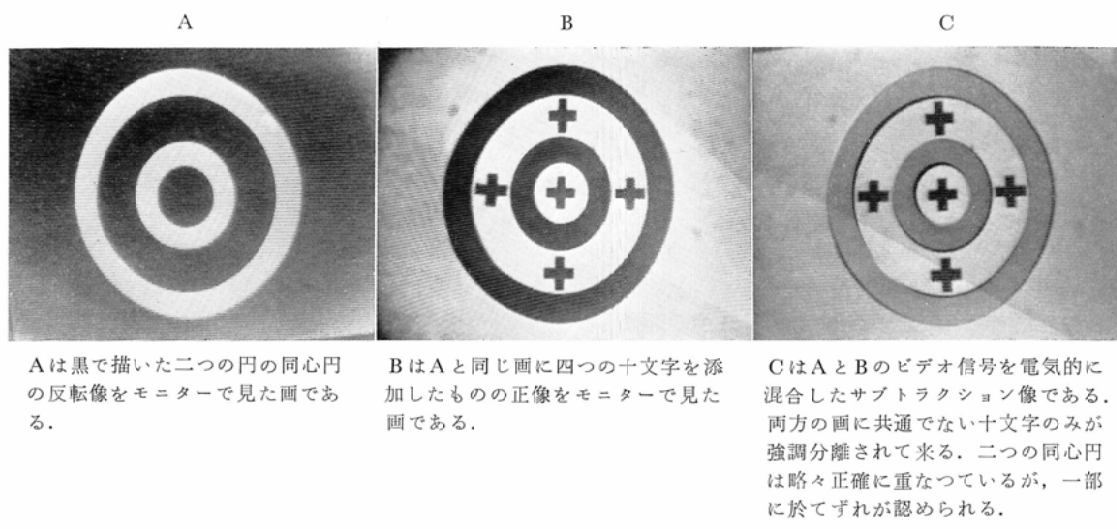 A
B
C
Aは黒で描いた二つの円の同心円
の反転像をモニターで見た画であ
る．
BはAと同じ画に四つの十文字を添
加したものの正像をモニターで見た
画である．
CはAとBのビデオ信号を電気的に
混合したサブトラクション像である．
両方の画に共通でない十文字のみが
強調分離されて来る．二つの同心円
は略々正確に重なつているが，一部
に於てずれが認められる．